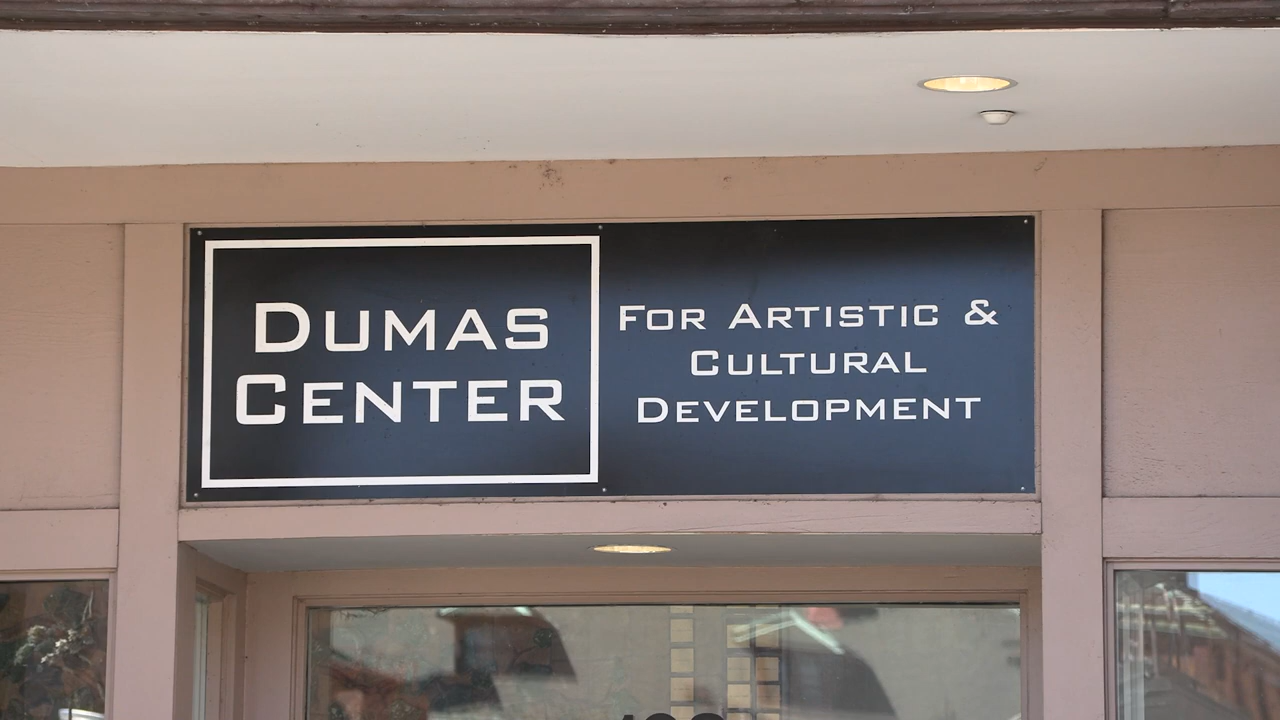 DUMAS
CENTER
FOR ARTISTIC &
CULTURAL
DEVELOPMENT